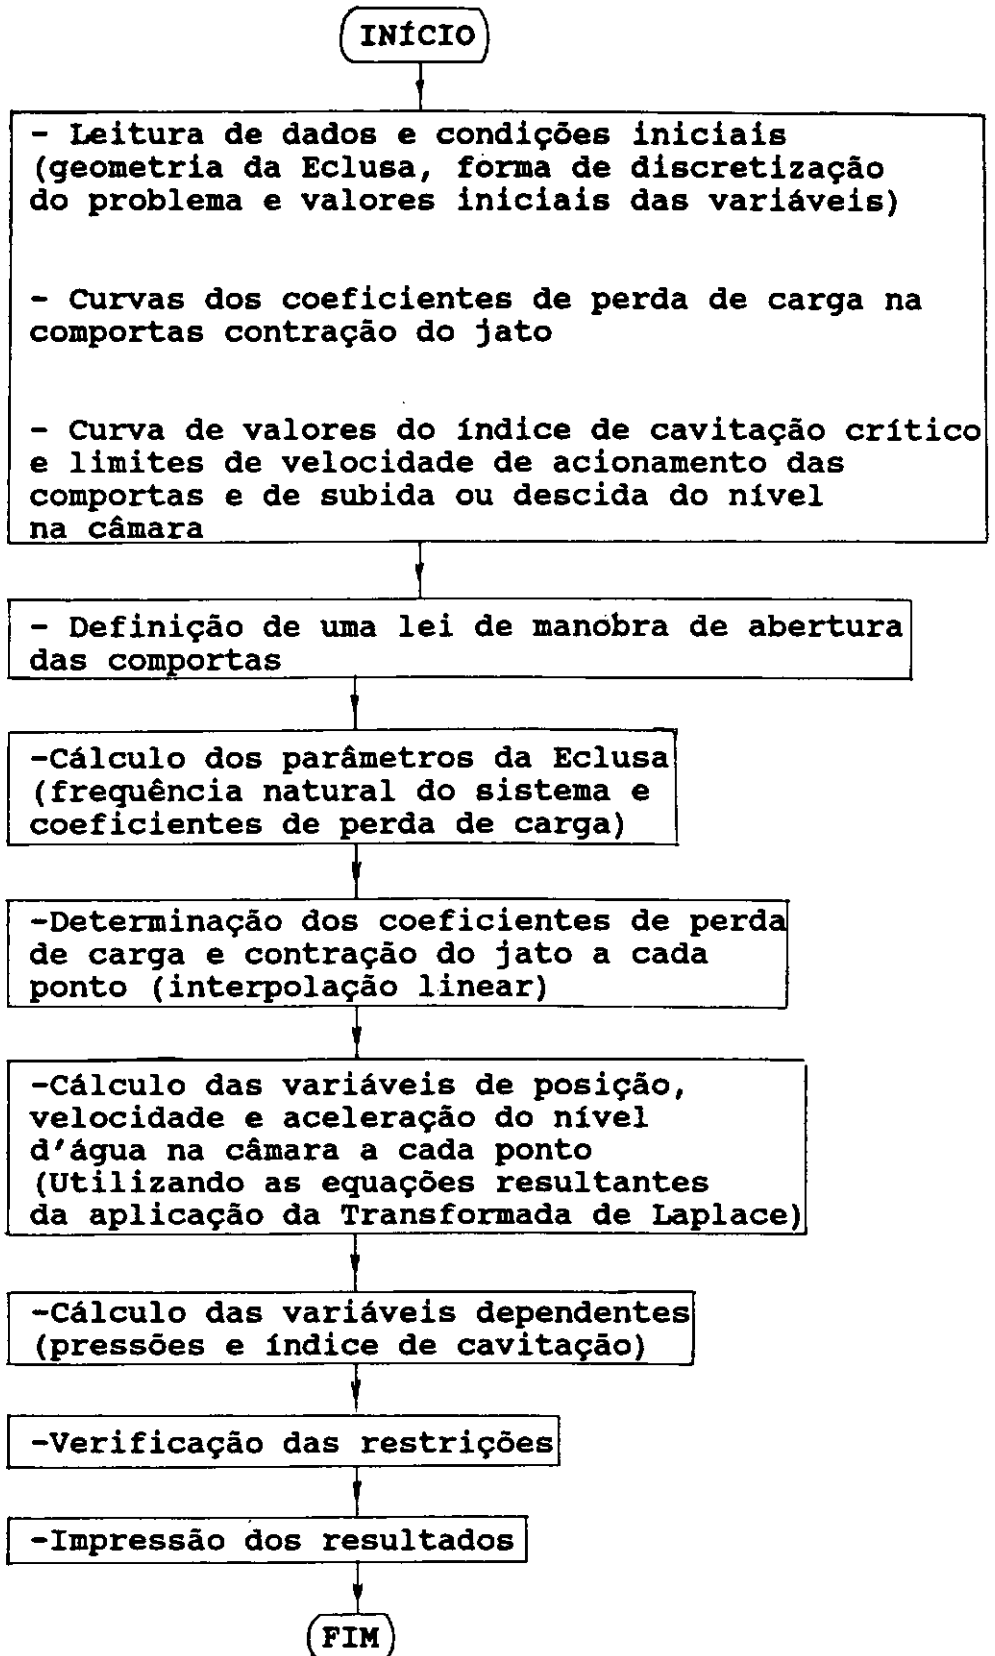 INÍCIO
- Leitura de dados e condições iniciais
(geometria da Eclusa, forma de discretização
do problema e valores iniciais das variáveis)
- Curvas dos coeficientes de perda de carga na
comportas contração do jato
- Curva de valores do índice de cavitação crítico
e limites de velocidade de acionamento das
comportas e de subida ou descida do nível
na câmara
- Definição de uma lei de manobra de abertura
das comportas
-Cálculo dos parâmetros da Eclusa
(frequência natural do sistema e
coeficientes de perda de carga)
-Determinação dos coeficientes de perda
de carga e contração do jato a cada
ponto (interpolação linear)
-Cálculo das variáveis de posição,
velocidade e aceleração do nível
d'água na câmara a cada ponto
(Utilizando as equações resultantes
da aplicação da Transformada de Laplace)
-Cálculo das variáveis dependentes
(pressões e índice de cavitação)
-Verificação das restrições
-Impressão dos resultados
FIM